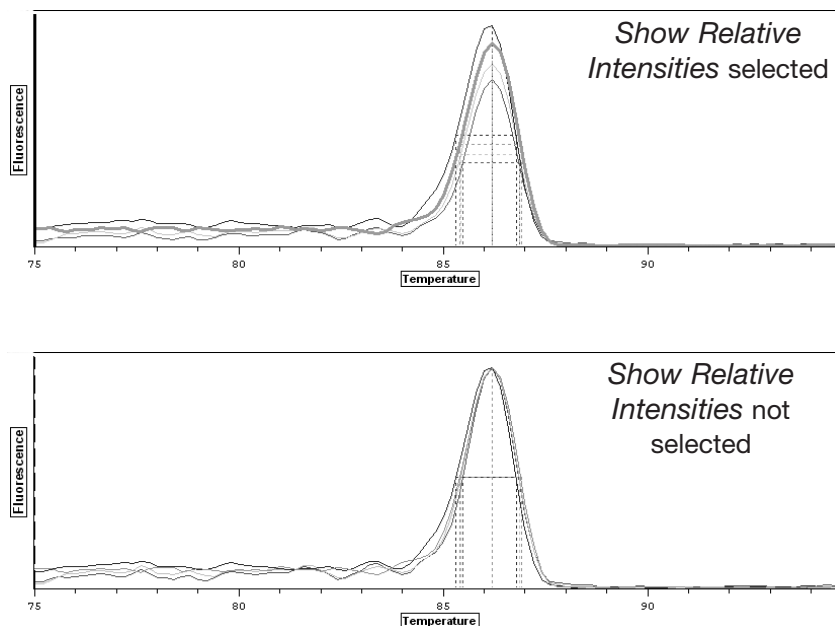 Show Relative
Intensities selected
Fluorescence
75 80 85 90
Temperature
Show Relative
Intensities not
selected
Fluorescence
75 80 85 90
Temperature